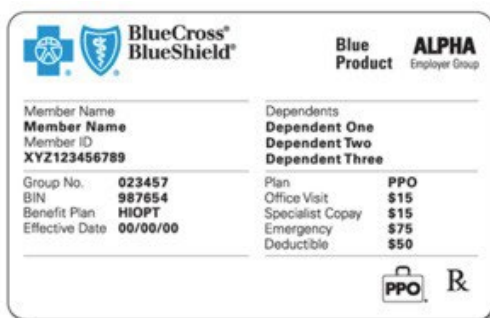 BlueCross®
BlueShield®
Blue Product
ALPHA
Employer Group
Member Name
Member Name
Member ID
XYZ123456789
Dependents
Dependent One
Dependent Two
Dependent Three
Group No. 023457
BIN 987654
Benefit Plan HIOPT
Effective Date 00/00/00
Plan PPO
Office Visit $15
Specialist Copay $15
Emergency $75
Deductible $50
PPO
Rx